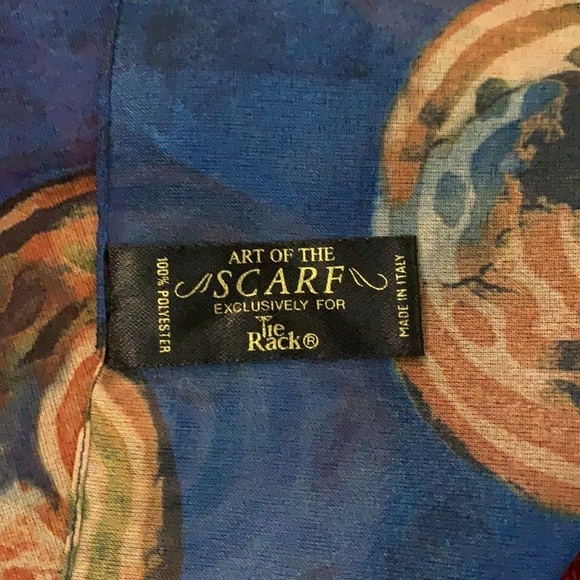 ART OF THE
SCARF
EXCLUSIVELY FOR
Tie
Rack®
100% POLYESTER
MADE IN ITALY